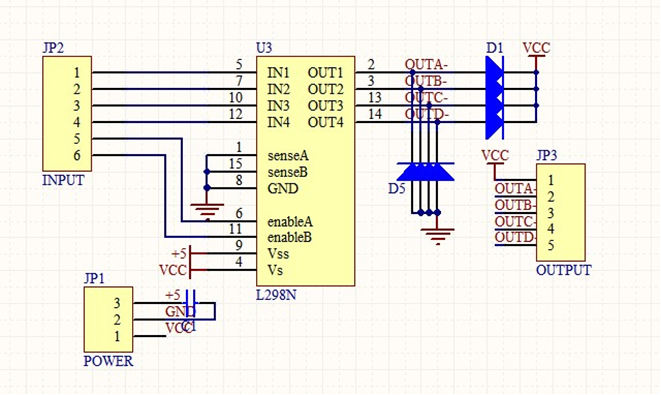 JP2
1
2
3
4
5
6
INPUT
U3
5 IN1 OUT1 2 OUTA-
7 IN2 OUT2 3 OUTB-
10 IN3 OUT3 13 OUTC-
12 IN4 OUT4 14 OUTD-
1 senseA
15 senseB
8 GND
6 enableA
11 enableB
+5 9 Vss
VCC 4 Vs
L298N
D1
VCC
D5
VCC
JP3
1
OUTA- 2
OUTB- 3
OUTC- 4
OUTD- 5
OUTPUT
JP1
3 +5
2 GND
1 VCC
POWER